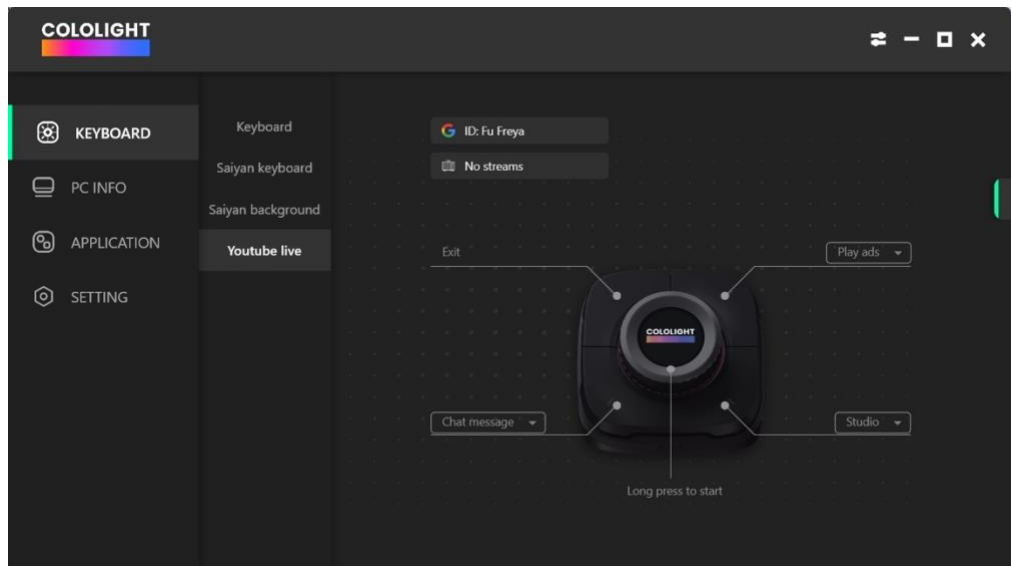 COLOLIGHT
KEYBOARD
PC INFO
APPLICATION
SETTING
Keyboard
Saiyan keyboard
Saiyan background
Youtube live
ID: Fu Freya
No streams
Exit
Play ads
COLOLIGHT
Chat message
Studio
Long press to start